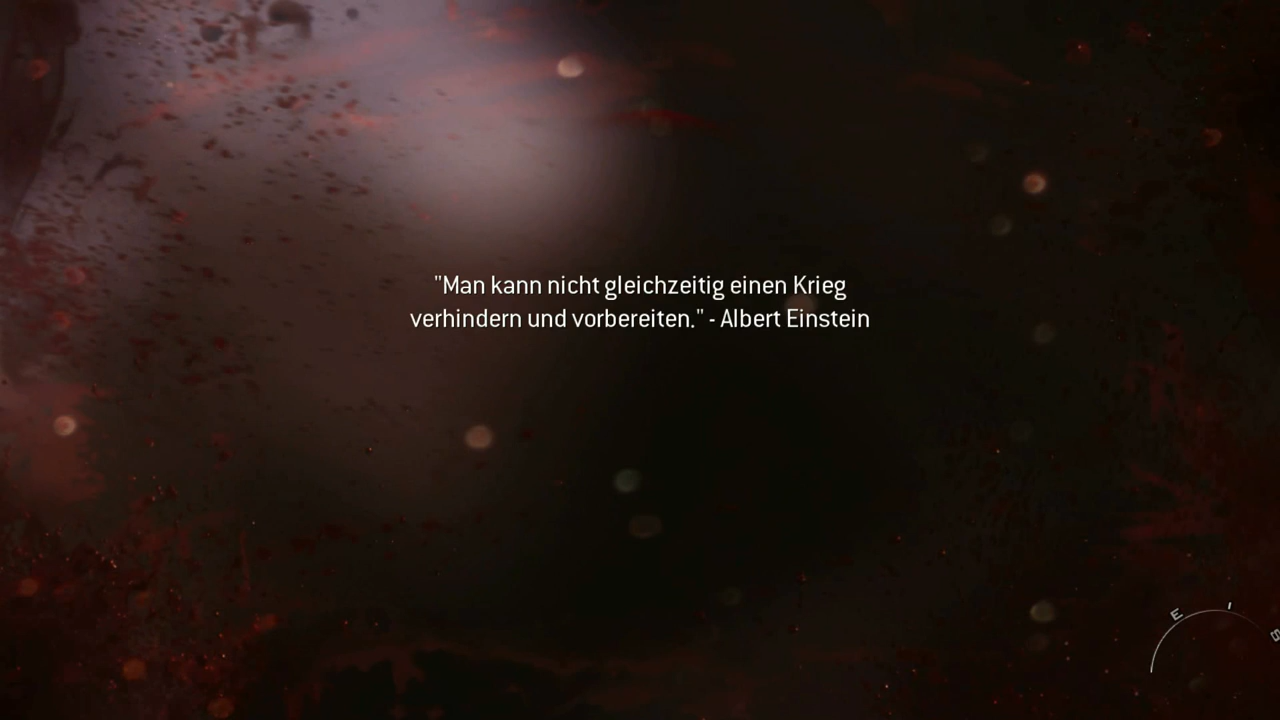 "Man kann nicht gleichzeitig einen Krieg
verhindern und vorbereiten." - Albert Einstein
E
S